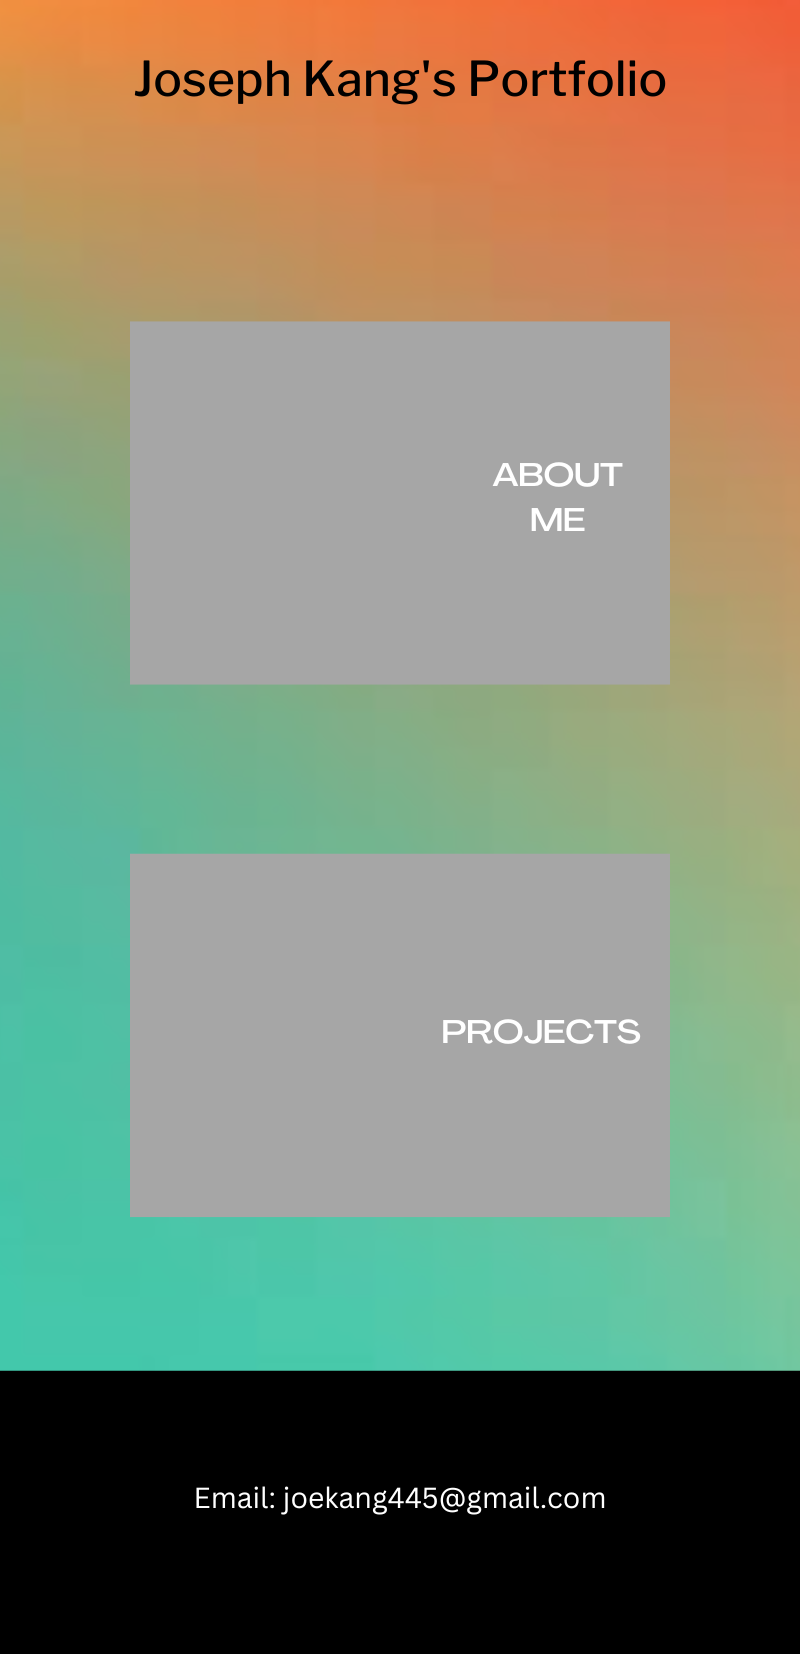 Joseph Kang's Portfolio
ABOUT
ME
PROJECTS
Email: joekang445@gmail.com